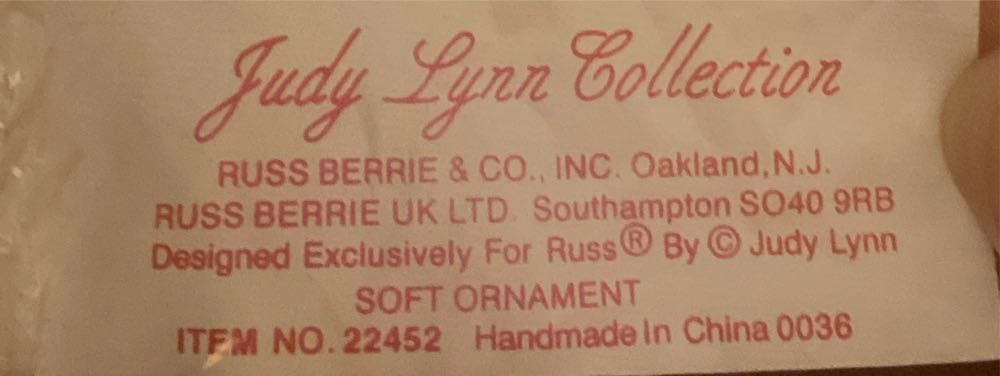 Judy Lynn Collection
RUSS BERRIE & CO., INC. Oakland, N.J.
RUSS BERRIE UK LTD. Southampton SO40 9RB
Designed Exclusively For Russ® By © Judy Lynn
SOFT ORNAMENT
ITEM NO. 22452 Handmade In China 0036